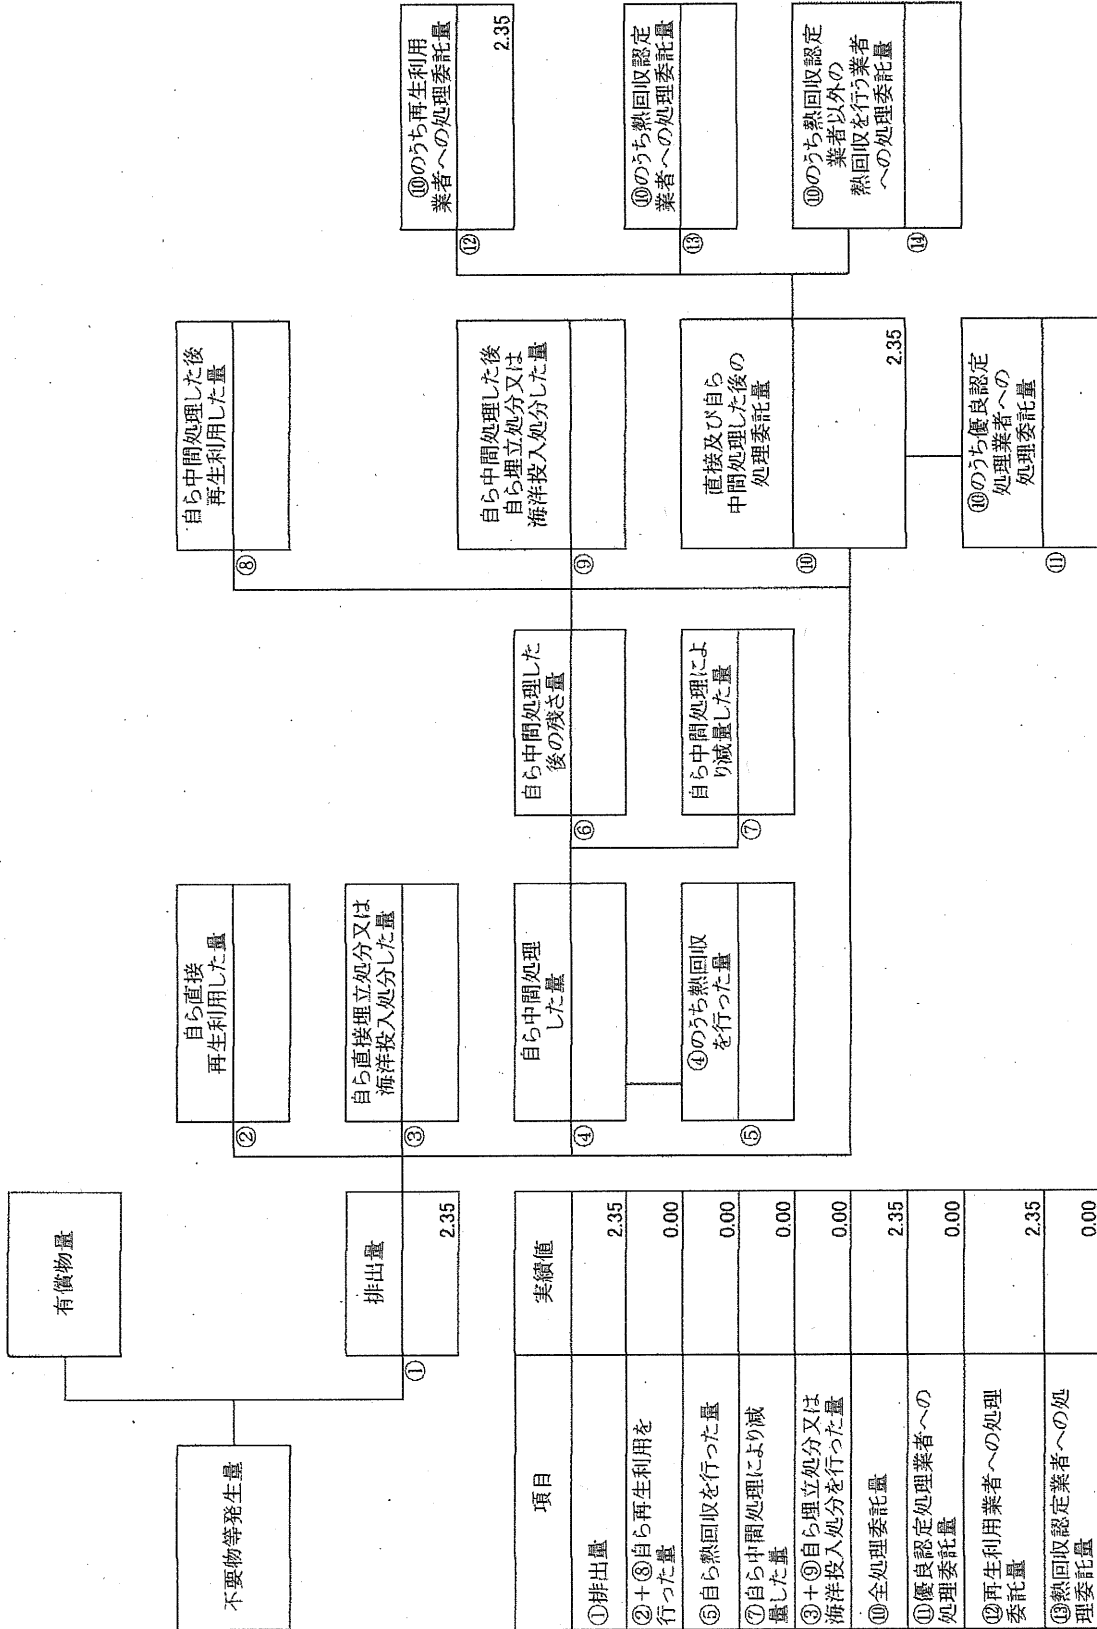 有償物量
不要物等発生量
①
排出量
2.35
②
自ら直接
再生利用した量
③
自ら直接埋立処分又は
海洋投入処分した量
④
自ら中間処理
した量
⑤
④のうち熱回収
を行った量
⑥
自ら中間処理した
後の残さ量
⑦
自ら中間処理によ
り減量した量
⑧
自ら中間処理した後
再生利用した量
⑨
自ら中間処理した後
自ら埋立処分又は
海洋投入処分した量
⑩
直接及び自ら
中間処理した後の
処理委託量
2.35
⑪
⑩のうち優良認定
処理業者への
処理委託量
⑫
⑩のうち再生利用
業者への処理委託量
2.35
⑬
⑩のうち熱回収認定
業者への処理委託量
⑭
⑩のうち熱回収認定
業者以外の
熱回収を行う業者
への処理委託量
項目 実績値
①排出量 2.35
②+⑧自ら再生利用を
行った量 0.00
⑤自ら熱回収を行った量 0.00
⑦自ら中間処理により減
量した量 0.00
③+⑨自ら埋立処分又は
海洋投入処分を行った量 0.00
⑩全処理委託量 2.35
⑪優良認定処理業者への
処理委託量 0.00
⑫再生利用業者への処理
委託量 2.35
⑬熱回収認定業者への処
理委託量 0.00